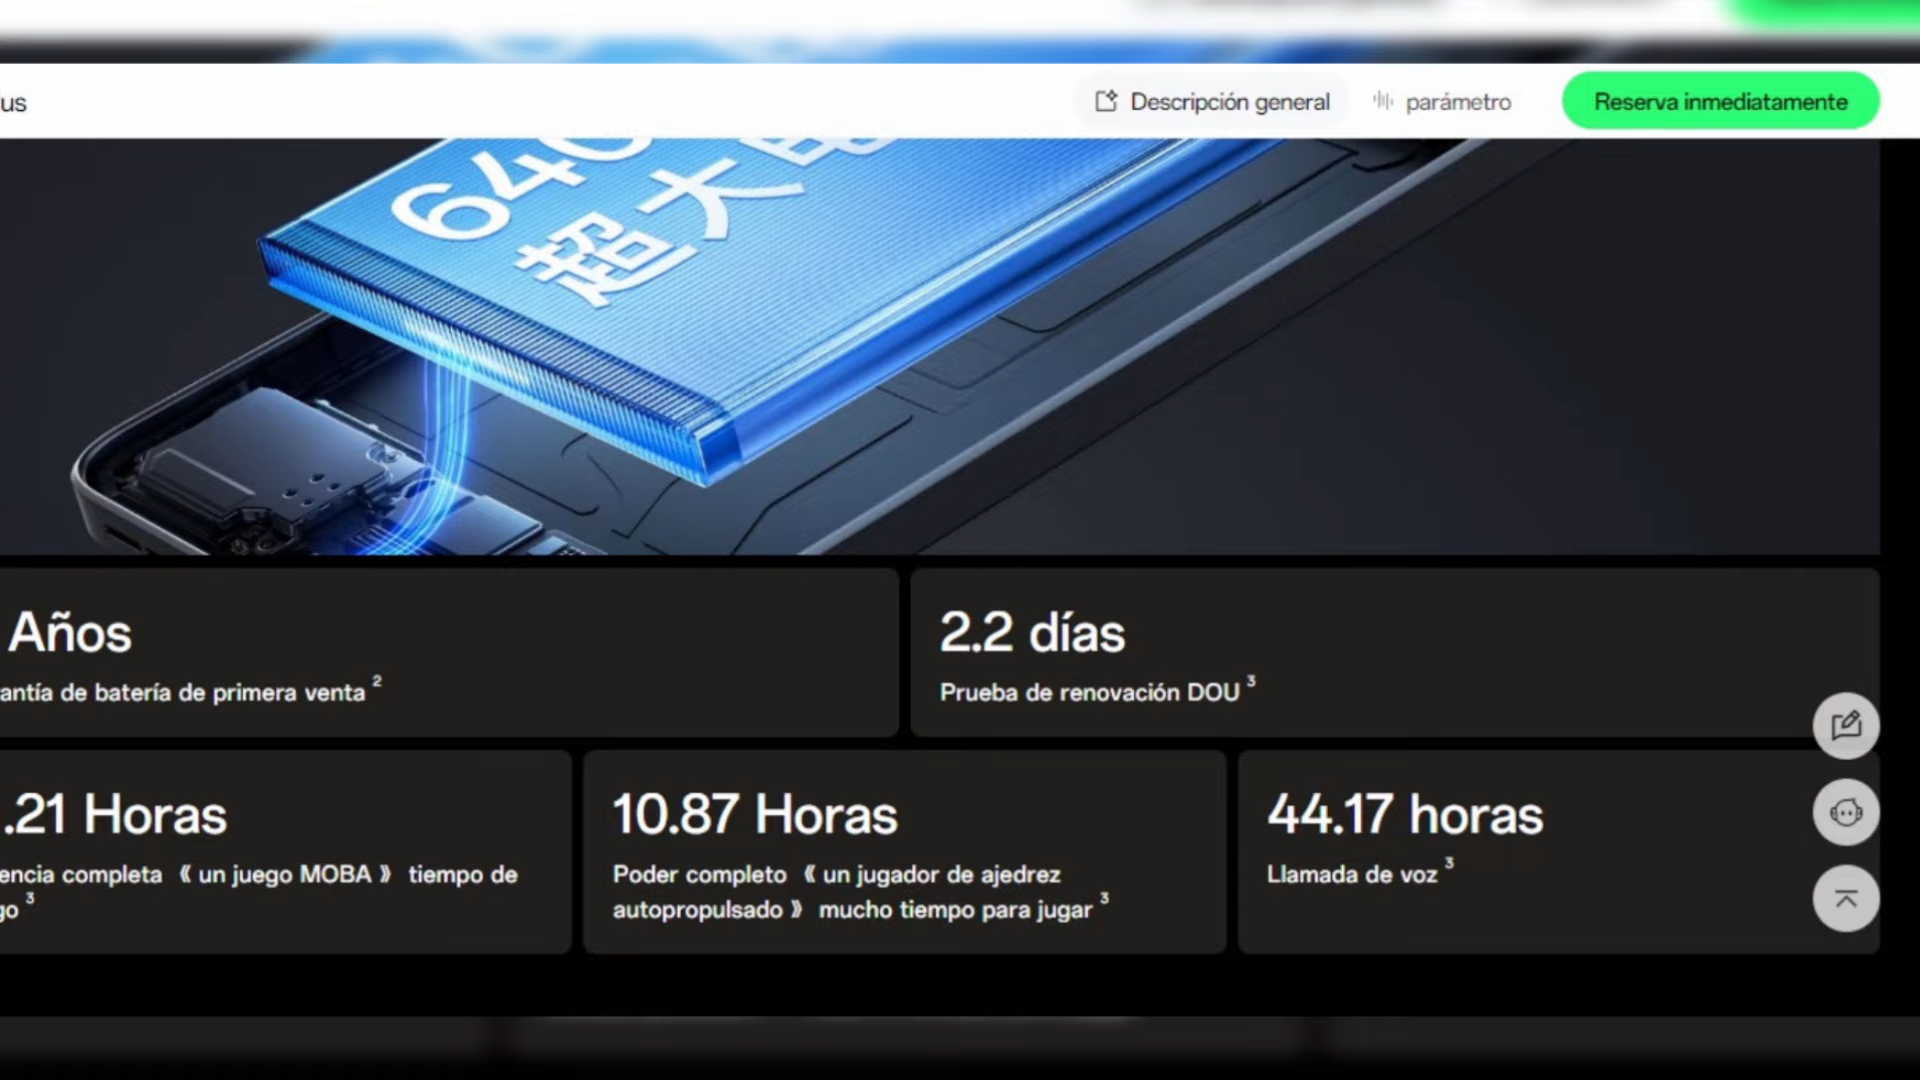 us
Descripción general
parámetro
Reserva inmediatamente
640
超大电
Años
antía de batería de primera venta 2
2.2 días
Prueba de renovación DOU 3
.21 Horas
encia completa 《 un juego MOBA 》 tiempo de
go 3
10.87 Horas
Poder completo 《 un jugador de ajedrez
autopropulsado 》 mucho tiempo para jugar 3
44.17 horas
Llamada de voz 3